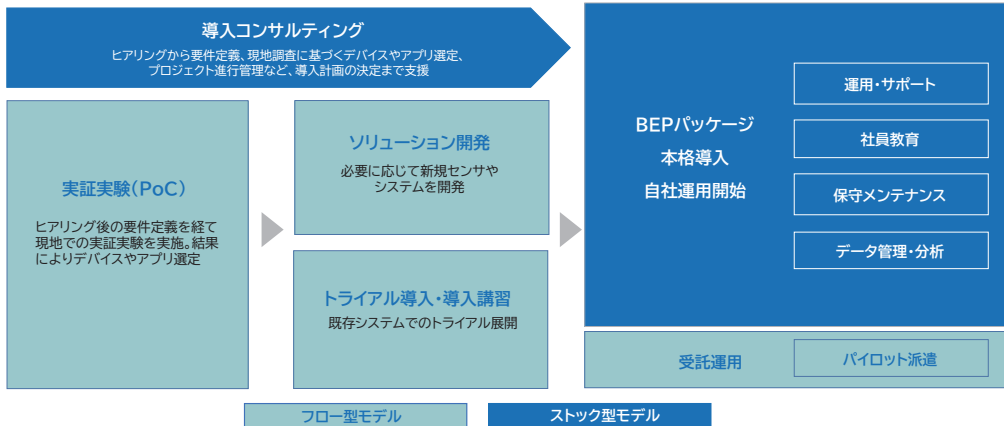 導入コンサルティング
ヒアリングから要件定義、現地調査に基づくデバイスやアプリ選定、
プロジェクト進行管理など、導入計画の決定まで支援
実証実験(PoC)
ヒアリング後の要件定義を経て
現地での実証実験を実施。結果
によりデバイスやアプリ選定
ソリューション開発
必要に応じて新規センサや
システムを開発
トライアル導入・導入講習
既存システムでのトライアル展開
BEPパッケージ
本格導入
自社運用開始
運用・サポート
社員教育
保守メンテナンス
データ管理・分析
受託運用
パイロット派遣
フロー型モデル
ストック型モデル